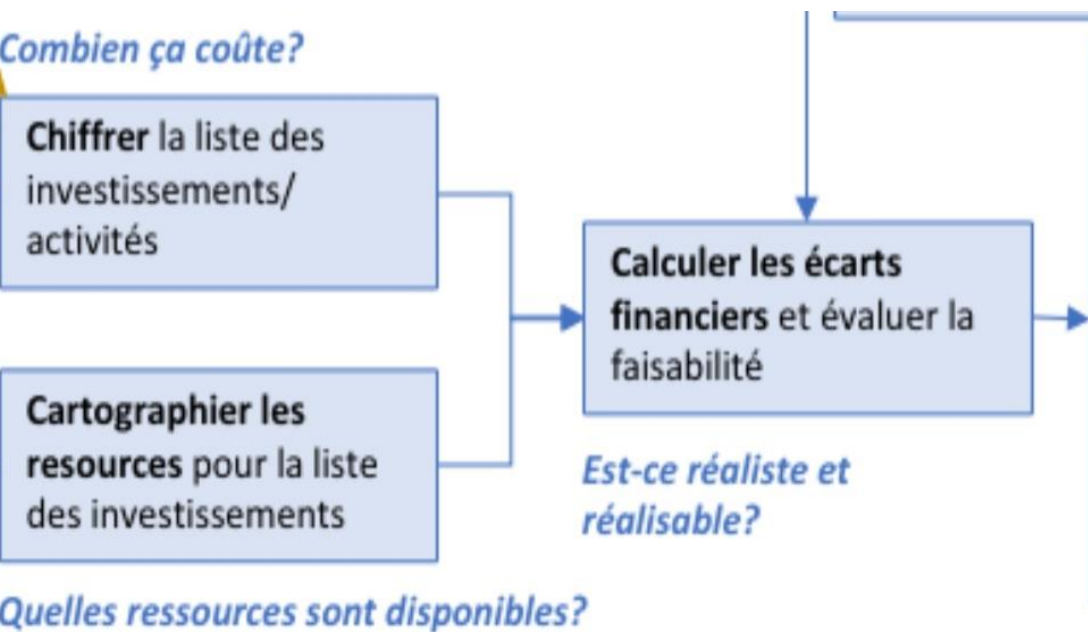 Combien ça coûte?
Chiffrer la liste des
investissements/
activités
Cartographier les
resources pour la liste
des investissements
Quelles ressources sont disponibles?
Calculer les écarts
financiers et évaluer la
faisabilité
Est-ce réaliste et
réalisable?